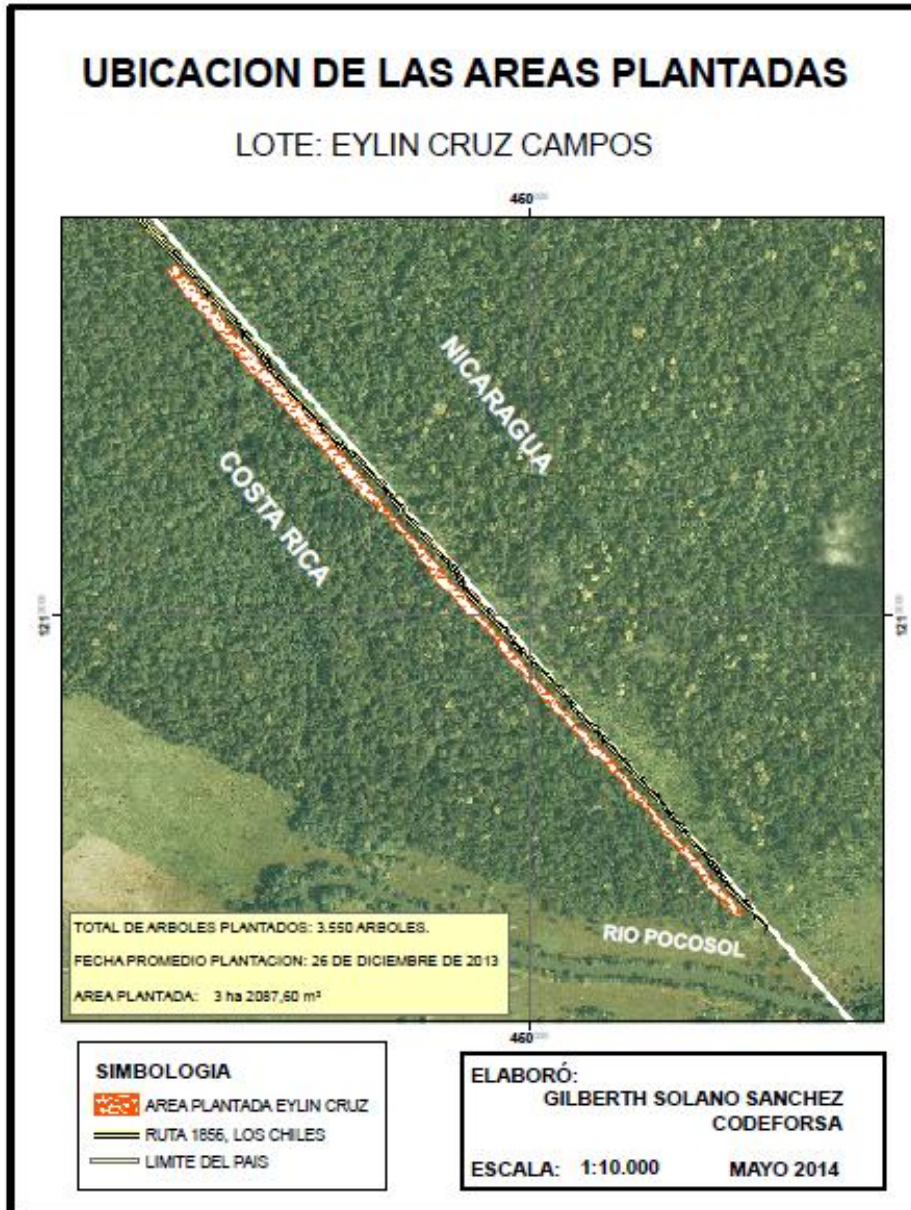 UBICACION DE LAS AREAS PLANTADAS
LOTE: EYLIN CRUZ CAMPOS
460
NICARAGUA
COSTA RICA
121
121
RIO POCOSOL
TOTAL DE ARBOLES PLANTADOS: 3.550 ARBOLES.
FECHA PROMEDIO PLANTACION: 26 DE DICIEMBRE DE 2013
AREA PLANTADA: 3 ha 2087,60 m²
460
SIMBOLOGIA
AREA PLANTADA EYLIN CRUZ
RUTA 1856, LOS CHILES
LIMITE DEL PAIS
ELABORÓ:
GILBERTH SOLANO SANCHEZ
CODEFORSA
ESCALA: 1:10.000 MAYO 2014